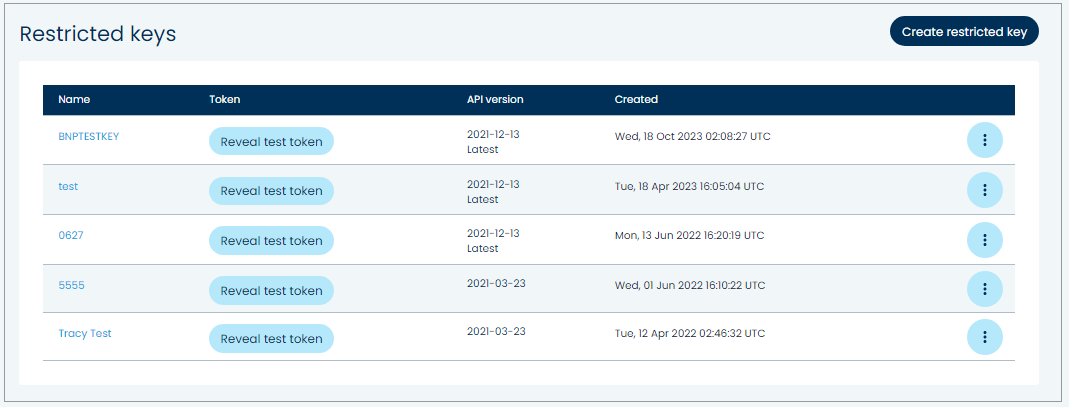 Restricted keys
Create restricted key
Name Token API version Created
BNPTESTKEY Reveal test token 2021-12-13 Wed, 18 Oct 2023 02:08:27 UTC
Latest
test Reveal test token 2021-12-13 Tue, 18 Apr 2023 16:05:04 UTC
Latest
0627 Reveal test token 2021-12-13 Mon, 13 Jun 2022 16:20:19 UTC
Latest
5555 Reveal test token 2021-03-23 Wed, 01 Jun 2022 16:10:22 UTC
Tracy Test Reveal test token 2021-03-23 Tue, 12 Apr 2022 02:46:32 UTC